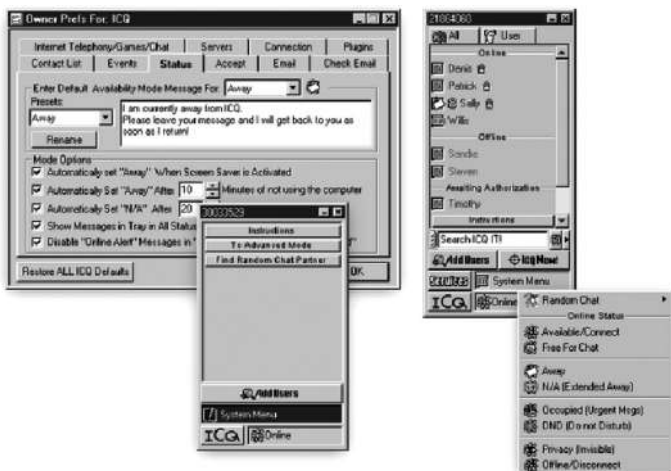 Owner Prefs For: ICQ
Internet Telephony/Games/Chat
Servers
Connection
Plugins
Contact List
Events
Status
Accept
Email
Check Email
Enter Default Availability Mode Message For:
Away
Presets:
Away
Rename
I am currently away from ICQ.
Please leave your message and I will get back to you as
soon as I return!
Mode Options
Automatically set "Away" When Screen Saver is Activated
Automatically Set "Away" After 10 Minutes of not using the computer
Automatically Set "N/A" After 20
Show Messages in Tray in All Status
Disable "Online Alert" Messages in
Restore ALL ICQ Defaults
OK
30033529
Instructions
To Advanced Mode
Find Random Chat Partner
Add Users
System Menu
ICQ
Online
21864060
All
User
Online
Denis
Patrick
Sally
Willis
Offline
Sandie
Steven
Awaiting Authorization
Timothy
Instructions
Search ICQ IT!
Add Users
ICQ Now!
System Menu
ICQ
Online
Random Chat
Online Status
Available/Connect
Free For Chat
Away
N/A (Extended Away)
Occupied (Urgent Msgs)
DND (Do not Disturb)
Privacy (Invisible)
Offline/Disconnect